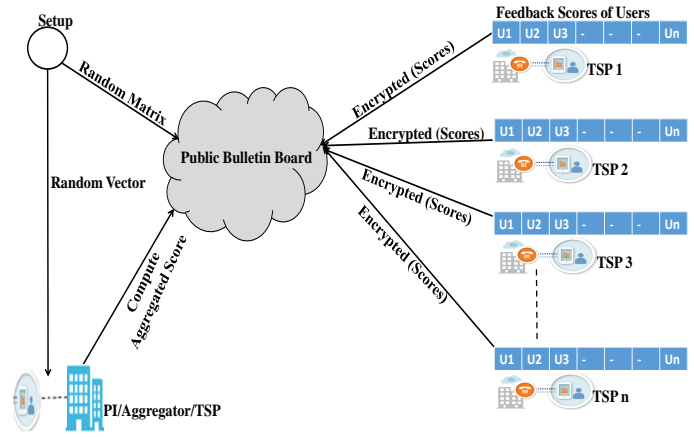 Setup
Feedback Scores of Users
U1 U2 U3 - - - Un
TSP 1
Random Matrix
Encrypted (Scores)
Public Bulletin Board
Encrypted (Scores)
U1 U2 U3 - - - Un
TSP 2
Random Vector
Encrypted (Scores)
U1 U2 U3 - - - Un
TSP 3
Encrypted (Scores)
Compute
Aggregated Score
U1 U2 U3 - - - Un
TSP n
PI/Aggregator/TSP